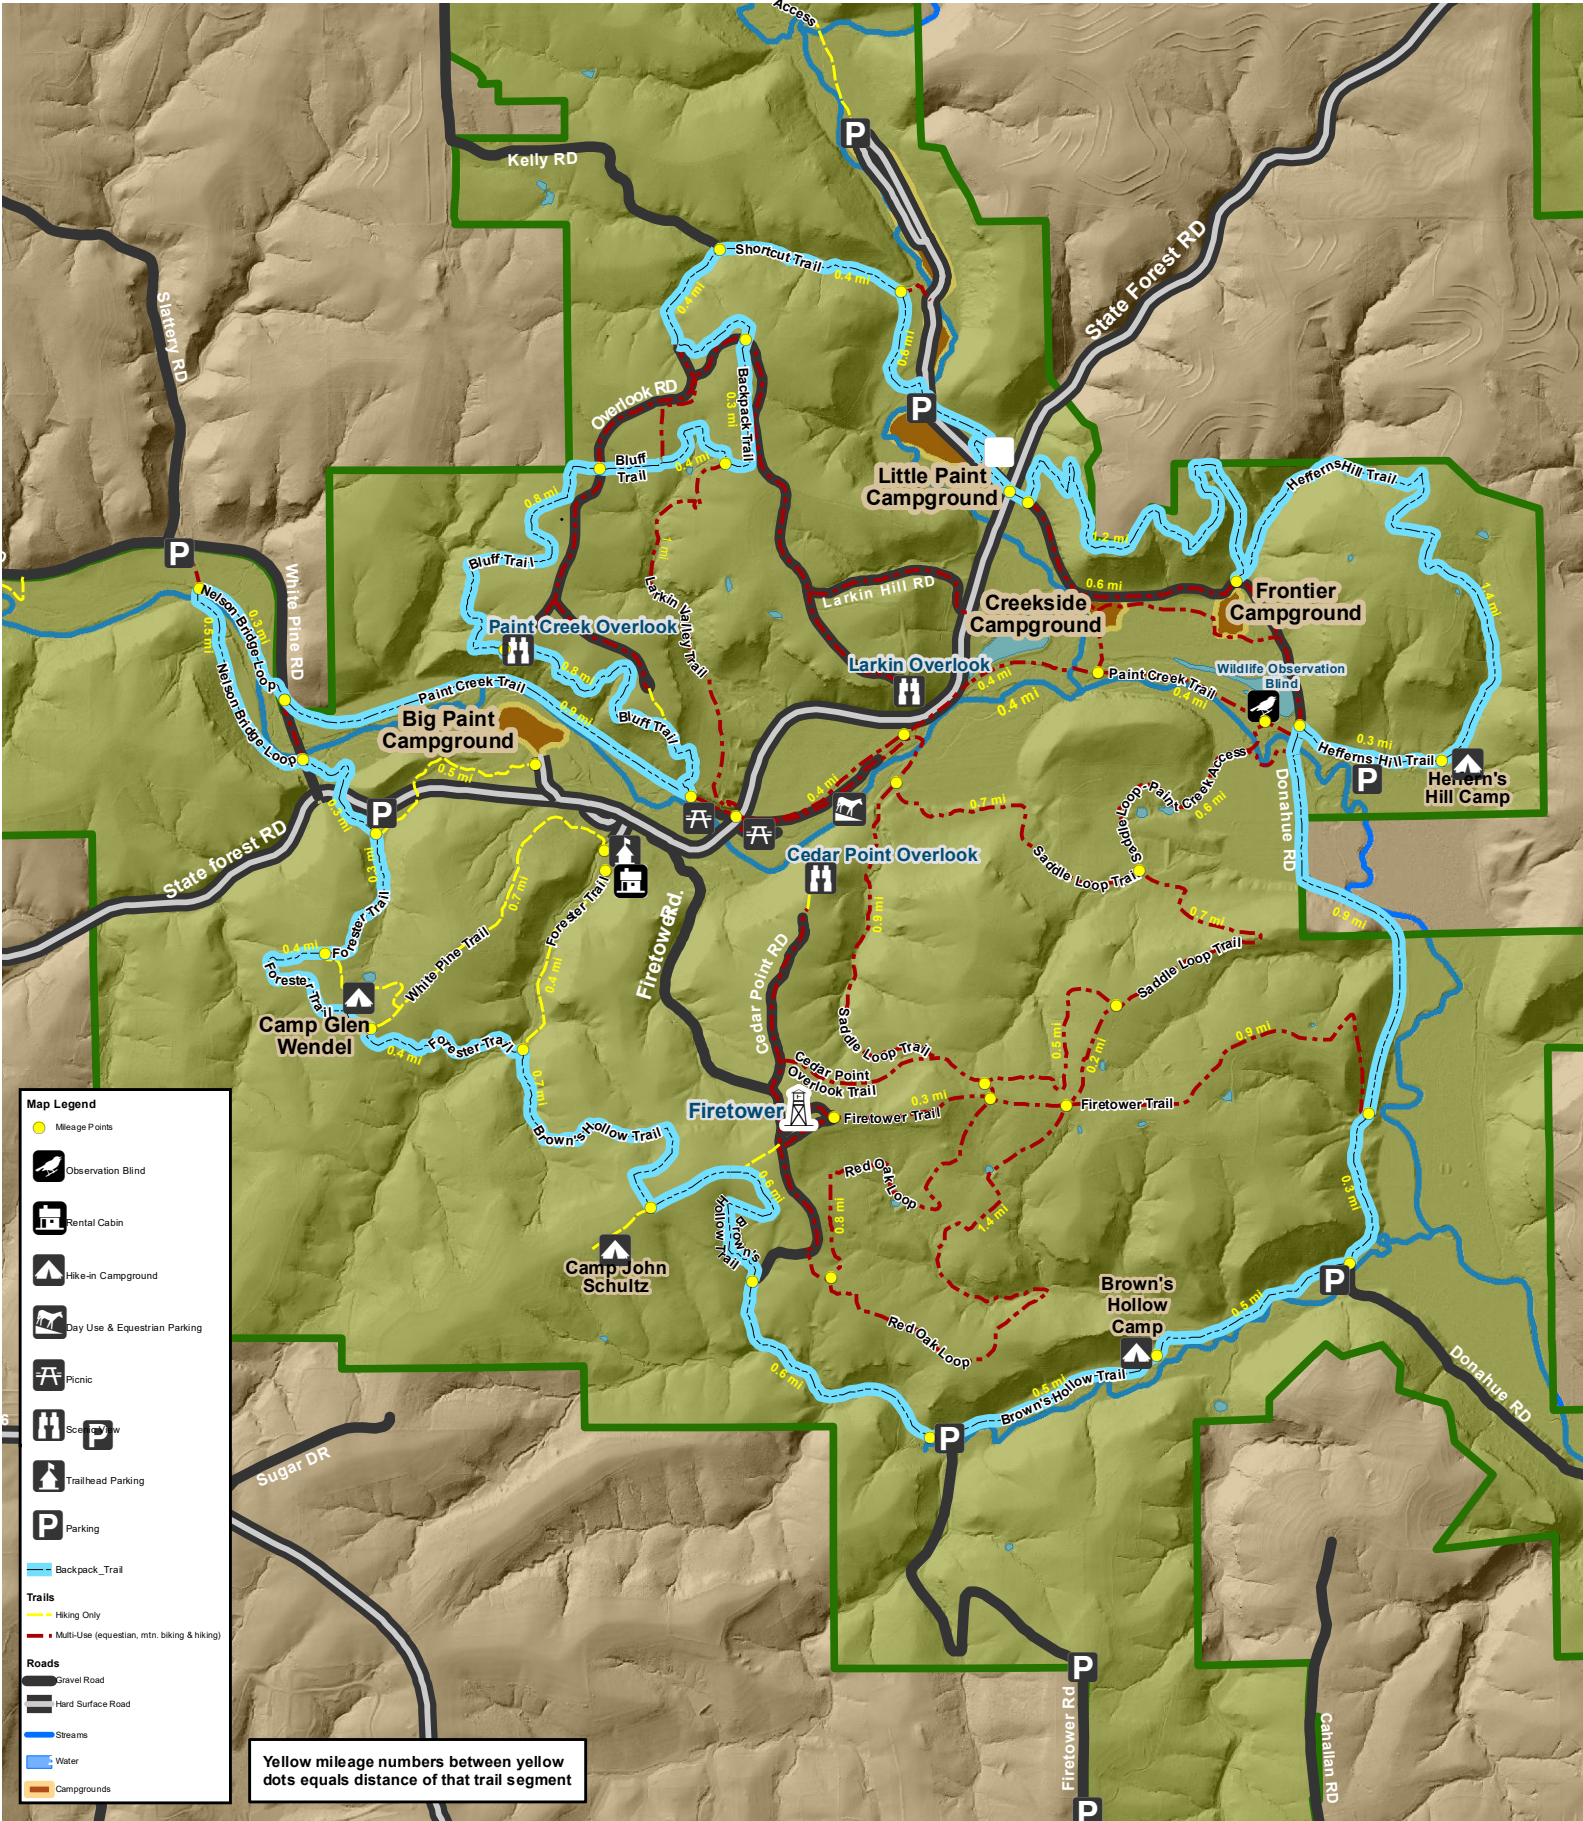 Access
Kelly RD
Shortcut Trail
0.4 mi
0.4 mi
0.6 mi
State Forest RD
Slattery RD
Overlook RD
Backpack Trail
0.3 mi
Bluff
Trail
0.4 mi
0.8 mi
Little Paint
Campground
Hefferns Hill Trail
1.2 mi
1.4 mi
Bluff Trail
1 mi
Larkin Valley Trail
Larkin Hill RD
0.6 mi
Frontier
Campground
Creekside
Campground
White Pine RD
Nelson Bridge Loop
0.3 mi
0.5 mi
Nelson Bridge Loop
Paint Creek Overlook
0.8 mi
Larkin Overlook
0.4 mi
0.4 mi
Paint Creek Trail
0.4 mi
Wildlife Observation
Blind
Paint Creek Trail
0.9 mi
Bluff Trail
Big Paint
Campground
0.5 mi
0.3 mi
Hefferns Hill Trail
Heffern's
Hill Camp
0.4 mi
0.7 mi
Saddle Loop-Paint Creek Access
0.6 mi
Donahue RD
0.3 mi
State forest RD
Cedar Point Overlook
Saddle Loop Trail
0.3 mi
0.7 mi
Forester Trail
Firetower Rd.
0.9 mi
0.7 mi
0.9 mi
Forester Trail
0.4 mi
Forester Trail
White Pine Trail
0.4 mi
Cedar Point RD
Saddle Loop Trail
Camp Glen
Wendel
0.4 mi
Forester Trail
Saddle Loop Trail
0.5 mi
0.2 mi
0.9 mi
Cedar Point
Overlook Trail
0.7 mi
Firetower
0.3 mi
Firetower Trail
Firetower Trail
Brown's Hollow Trail
0.6 mi
Red Oak Loop
0.8 mi
1.4 mi
0.3 mi
Brown's
Hollow Trail
Camp John
Schultz
Brown's
Hollow
Camp
0.5 mi
Red Oak Loop
0.6 mi
0.5 mi
Brown's Hollow Trail
Donahue RD
Sugar DR
Firetower Rd
Cahallan RD
P
P
P
P
P
P
P
P
P
P
P
Map Legend
Mileage Points
Observation Blind
Rental Cabin
Hike-in Campground
Day Use & Equestrian Parking
Picnic
Scenic View
Trailhead Parking
P Parking
Backpack_Trail
Trails
Hiking Only
Multi-Use (equestian, mtn. biking & hiking)
Roads
Gravel Road
Hard Surface Road
Streams
Water
Campgrounds
Yellow mileage numbers between yellow
dots equals distance of that trail segment